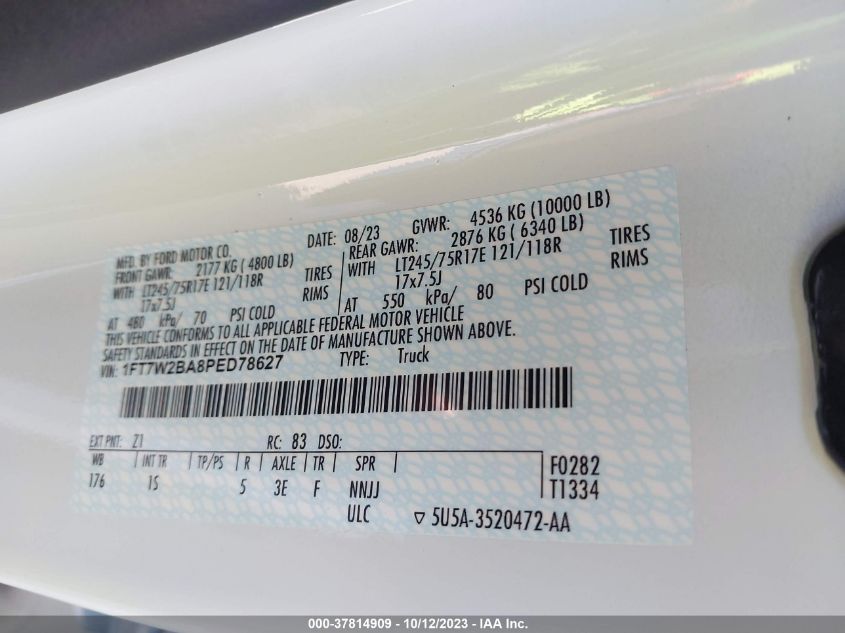 MFD. BY FORD MOTOR CO.
DATE: 08/23 GVWR: 4536 KG (10000 LB)
FRONT GAWR: 2177 KG ( 4800 LB)
WITH LT245/75R17E 121/118R TIRES
17x7.5J RIMS
AT 480 kPa/ 70 PSI COLD
REAR GAWR: 2876 KG ( 6340 LB)
WITH LT245/75R17E 121/118R TIRES
17x7.5J RIMS
AT 550 kPa/ 80 PSI COLD
THIS VEHICLE CONFORMS TO ALL APPLICABLE FEDERAL MOTOR VEHICLE
SAFETY STANDARDS IN EFFECT ON THE DATE OF MANUFACTURE SHOWN ABOVE.
VIN: 1FT7W2BA8PED78627 TYPE: Truck
EXT PNT: Z1 RC: 83 DSO:
WB INT TR TP/PS R AXLE TR SPR F0282
176 1S 5 3E F NNJJ T1334
ULC 5U5A-3520472-AA
000-37814909 - 10/12/2023 - IAA Inc.